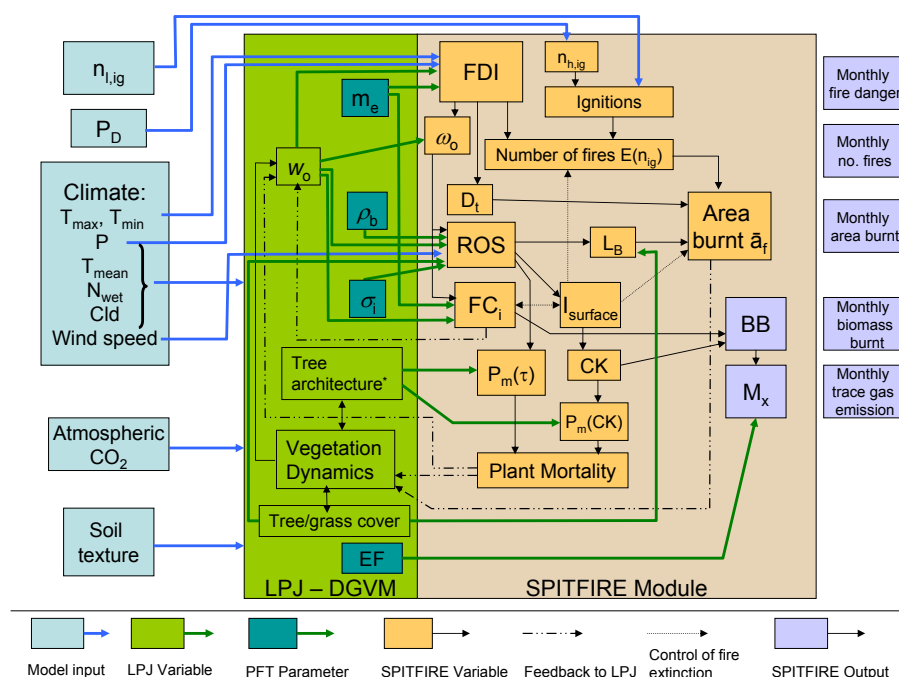 n_l,ig
P_D
Climate:
T_max, T_min
P
T_mean
N_wet
Cld
Wind speed
Atmospheric
CO_2
Soil
texture
m_e
w_o
ρ_b
σ_i
Tree
architecture*
Vegetation
Dynamics
Tree/grass cover
EF
LPJ – DGVM
FDI
n_h,ig
Ignitions
ω_o
Number of fires E(n_ig)
D_t
Area
burnt ā_f
ROS
L_B
FC_i
I_surface
BB
P_m(τ)
CK
M_x
P_m(CK)
Plant Mortality
SPITFIRE Module
Monthly
fire danger
Monthly
no. fires
Monthly
area burnt
Monthly
biomass
burnt
Monthly
trace gas
emission
Model input
LPJ Variable
PFT Parameter
SPITFIRE Variable
Feedback to LPJ
Control of fire
extinction
SPITFIRE Output